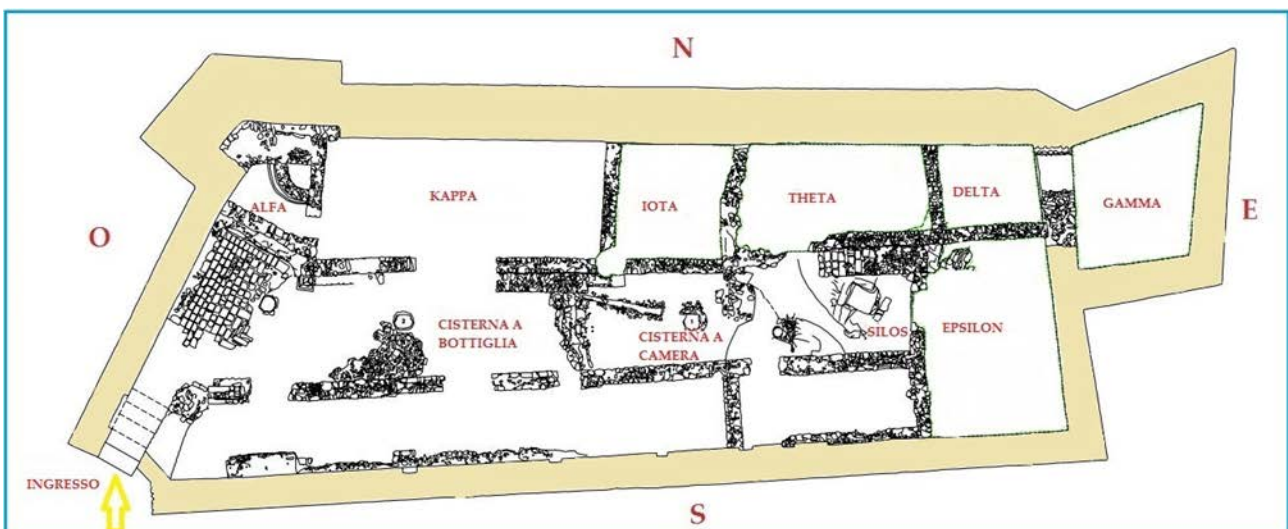 N
KAPPA
IOTA
THETA
DELTA
GAMMA
E
ALFA
O
CISTERNA A
BOTTIGLIA
CISTERNA A
CAMERA
SILOS
EPSILON
INGRESSO
S